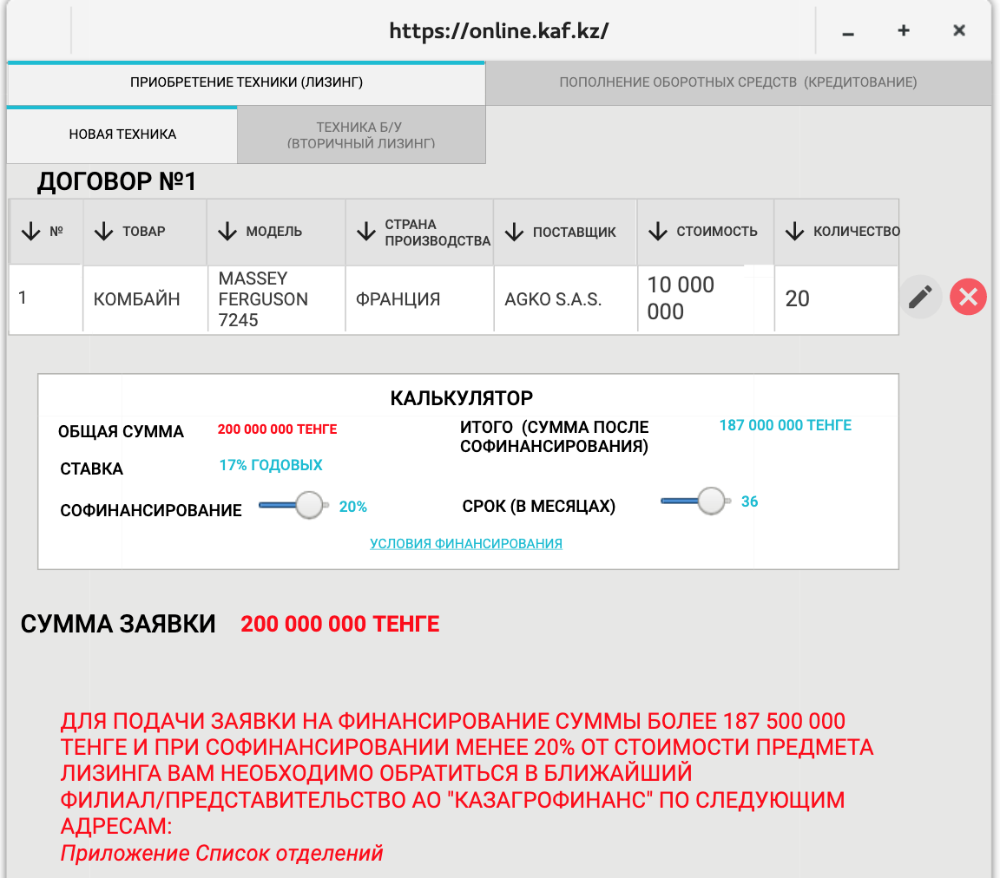 https://online.kaf.kz/
ПРИОБРЕТЕНИЕ ТЕХНИКИ (ЛИЗИНГ)
ПОПОЛНЕНИЕ ОБОРОТНЫХ СРЕДСТВ (КРЕДИТОВАНИЕ)
НОВАЯ ТЕХНИКА
ТЕХНИКА Б/У
(ВТОРИЧНЫЙ ЛИЗИНГ)
ДОГОВОР №1
№
ТОВАР
МОДЕЛЬ
СТРАНА
ПРОИЗВОДСТВА
ПОСТАВЩИК
СТОИМОСТЬ
КОЛИЧЕСТВО
1
КОМБАЙН
MASSEY
FERGUSON
7245
ФРАНЦИЯ
AGKO S.A.S.
10 000
000
20
КАЛЬКУЛЯТОР
ОБЩАЯ СУММА
200 000 000 ТЕНГЕ
ИТОГО (СУММА ПОСЛЕ
СОФИНАНСИРОВАНИЯ)
187 000 000 ТЕНГЕ
СТАВКА
17% ГОДОВЫХ
СОФИНАНСИРОВАНИЕ
20%
СРОК (В МЕСЯЦАХ)
36
УСЛОВИЯ ФИНАНСИРОВАНИЯ
СУММА ЗАЯВКИ
200 000 000 ТЕНГЕ
ДЛЯ ПОДАЧИ ЗАЯВКИ НА ФИНАНСИРОВАНИЕ СУММЫ БОЛЕЕ 187 500 000
ТЕНГЕ И ПРИ СОФИНАНСИРОВАНИИ МЕНЕЕ 20% ОТ СТОИМОСТИ ПРЕДМЕТА
ЛИЗИНГА ВАМ НЕОБХОДИМО ОБРАТИТЬСЯ В БЛИЖАЙШИЙ
ФИЛИАЛ/ПРЕДСТАВИТЕЛЬСТВО АО "КАЗАГРОФИНАНС" ПО СЛЕДУЮЩИМ
АДРЕСАМ:
Приложение Список отделений